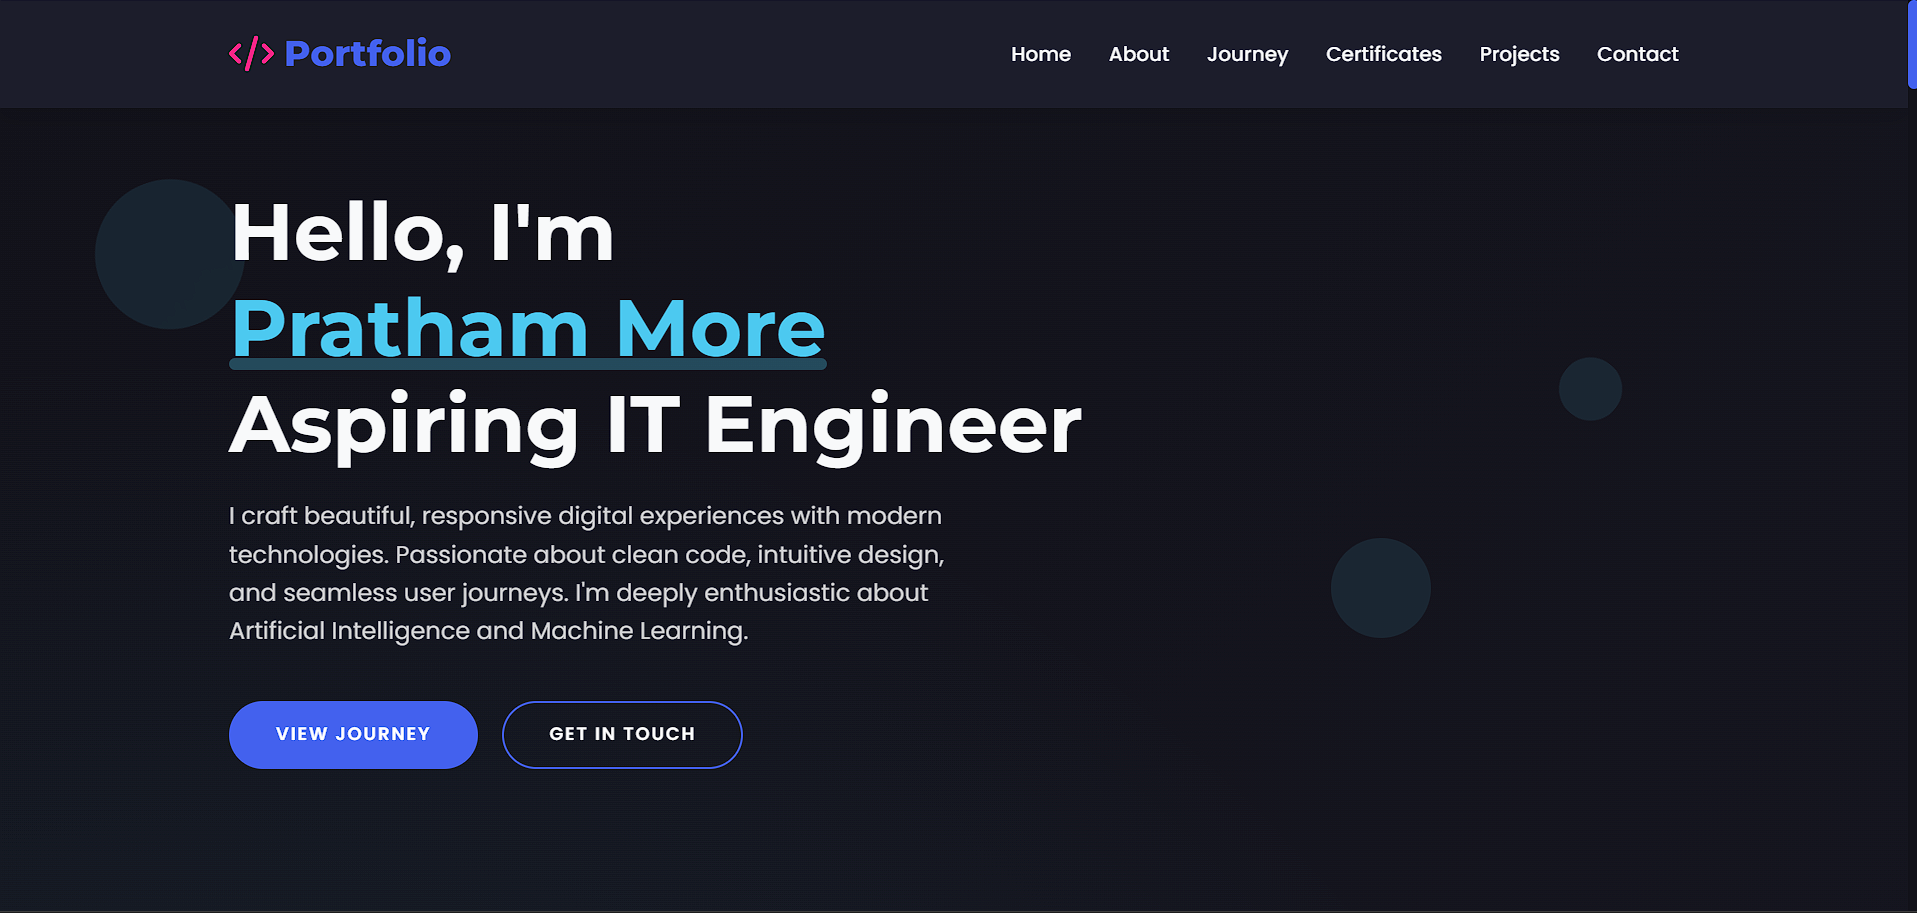 </> Portfolio
Home About Journey Certificates Projects Contact
Hello, I'm
Pratham More
Aspiring IT Engineer
I craft beautiful, responsive digital experiences with modern
technologies. Passionate about clean code, intuitive design,
and seamless user journeys. I'm deeply enthusiastic about
Artificial Intelligence and Machine Learning.
VIEW JOURNEY GET IN TOUCH